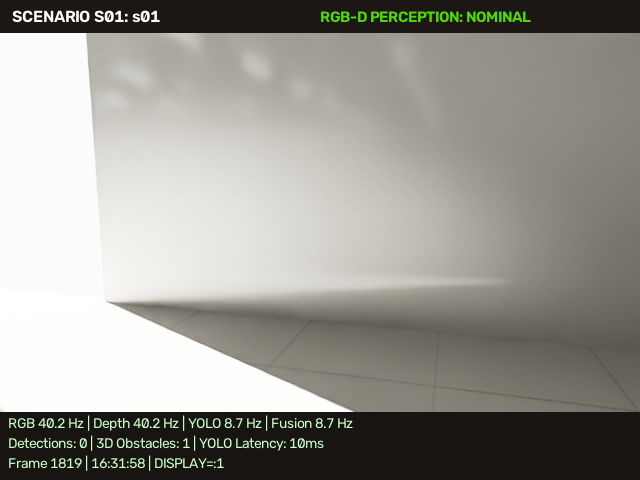 SCENARIO S01: s01
RGB-D PERCEPTION: NOMINAL
RGB 40.2 Hz | Depth 40.2 Hz | YOLO 8.7 Hz | Fusion 8.7 Hz
Detections: 0 | 3D Obstacles: 1 | YOLO Latency: 10ms
Frame 1819 | 16:31:58 | DISPLAY=:1